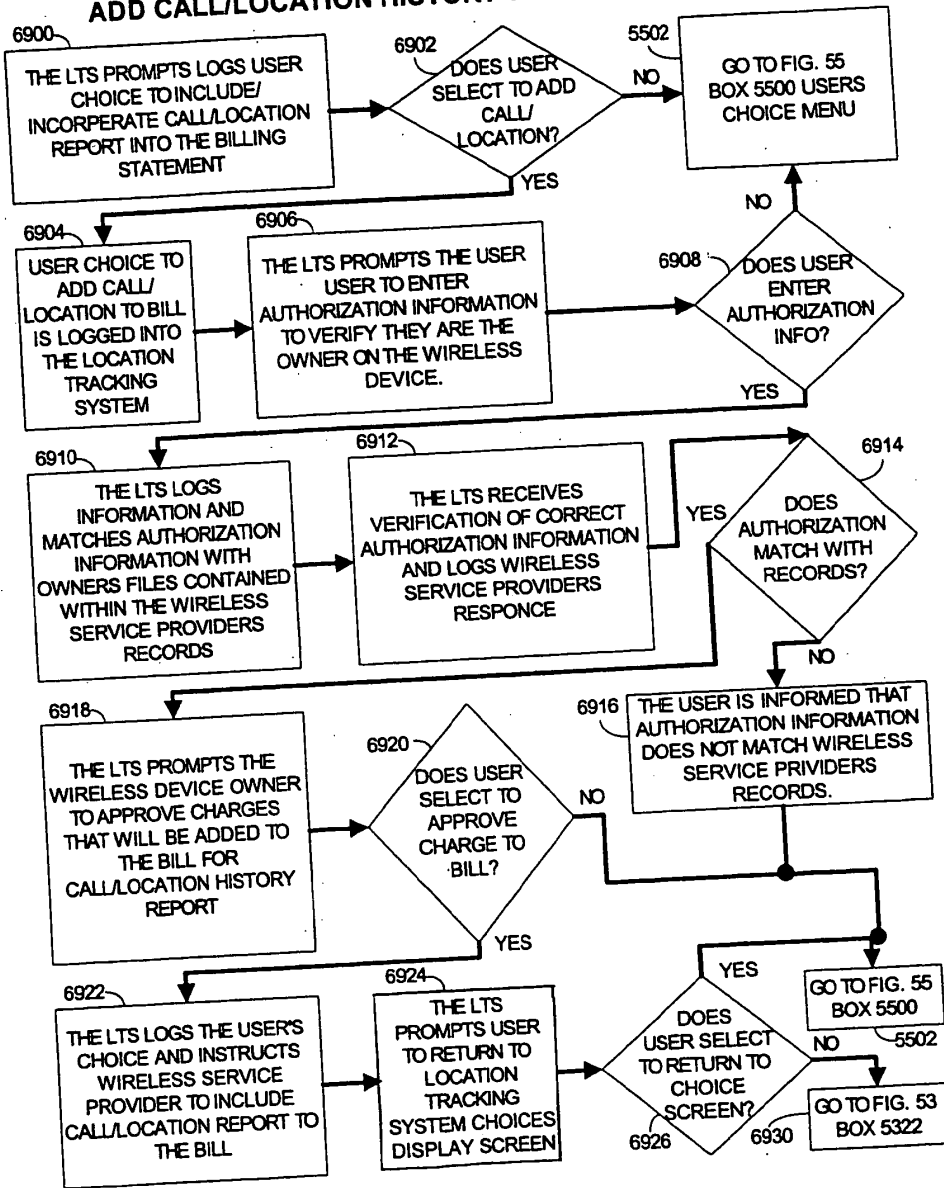 ADD CALL/LOCATION HISTORY
6900
THE LTS PROMPTS LOGS USER
CHOICE TO INCLUDE/
INCORPERATE CALL/LOCATION
REPORT INTO THE BILLING
STATEMENT
6902
DOES USER
SELECT TO ADD
CALL/
LOCATION?
NO
YES
5502
GO TO FIG. 55
BOX 5500 USERS
CHOICE MENU
6904
USER CHOICE TO
ADD CALL/
LOCATION TO BILL
IS LOGGED INTO
THE LOCATION
TRACKING
SYSTEM
6906
THE LTS PROMPTS THE USER
USER TO ENTER
AUTHORIZATION INFORMATION
TO VERIFY THEY ARE THE
OWNER ON THE WIRELESS
DEVICE.
NO
6908
DOES USER
ENTER
AUTHORIZATION
INFO?
YES
6910
THE LTS LOGS
INFORMATION AND
MATCHES AUTHORIZATION
INFORMATION WITH
OWNERS FILES CONTAINED
WITHIN THE WIRELESS
SERVICE PROVIDERS
RECORDS
6912
THE LTS RECEIVES
VERIFICATION OF CORRECT
AUTHORIZATION INFORMATION
AND LOGS WIRELESS
SERVICE PROVIDERS
RESPONCE
6914
YES
DOES
AUTHORIZATION
MATCH WITH
RECORDS?
NO
6916
THE USER IS INFORMED THAT
AUTHORIZATION INFORMATION
DOES NOT MATCH WIRELESS
SERVICE PRIVIDERS
RECORDS.
6918
THE LTS PROMPTS THE
WIRELESS DEVICE OWNER
TO APPROVE CHARGES
THAT WILL BE ADDED TO
THE BILL FOR
CALL/LOCATION HISTORY
REPORT
6920
DOES USER
SELECT TO
APPROVE
CHARGE TO
BILL?
NO
YES
6922
THE LTS LOGS THE USER'S
CHOICE AND INSTRUCTS
WIRELESS SERVICE
PROVIDER TO INCLUDE
CALL/LOCATION REPORT TO
THE BILL
6924
THE LTS
PROMPTS USER
TO RETURN TO
LOCATION
TRACKING
SYSTEM CHOICES
DISPLAY SCREEN
YES
DOES
USER SELECT
TO RETURN TO
CHOICE
SCREEN?
6926
GO TO FIG. 55
BOX 5500
5502
NO
6930
GO TO FIG. 53
BOX 5322